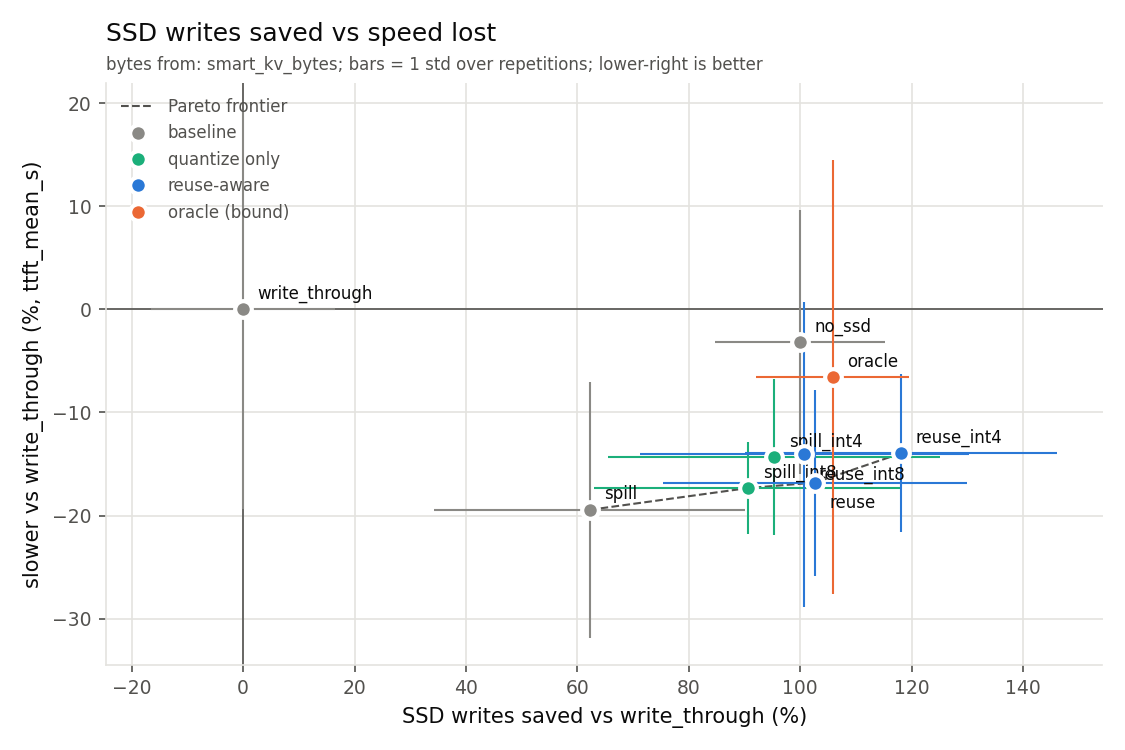 SSD writes saved vs speed lost
bytes from: smart_kv_bytes; bars = 1 std over repetitions; lower-right is better
slower vs write_through (%, ttft_mean_s)
20
10
0
−10
−20
−30
Pareto frontier
baseline
quantize only
reuse-aware
oracle (bound)
write_through
no_ssd
oracle
spill_int4
reuse_int4
spill_int8
reuse_int8
spill
reuse
−20
0
20
40
60
80
100
120
140
SSD writes saved vs write_through (%)